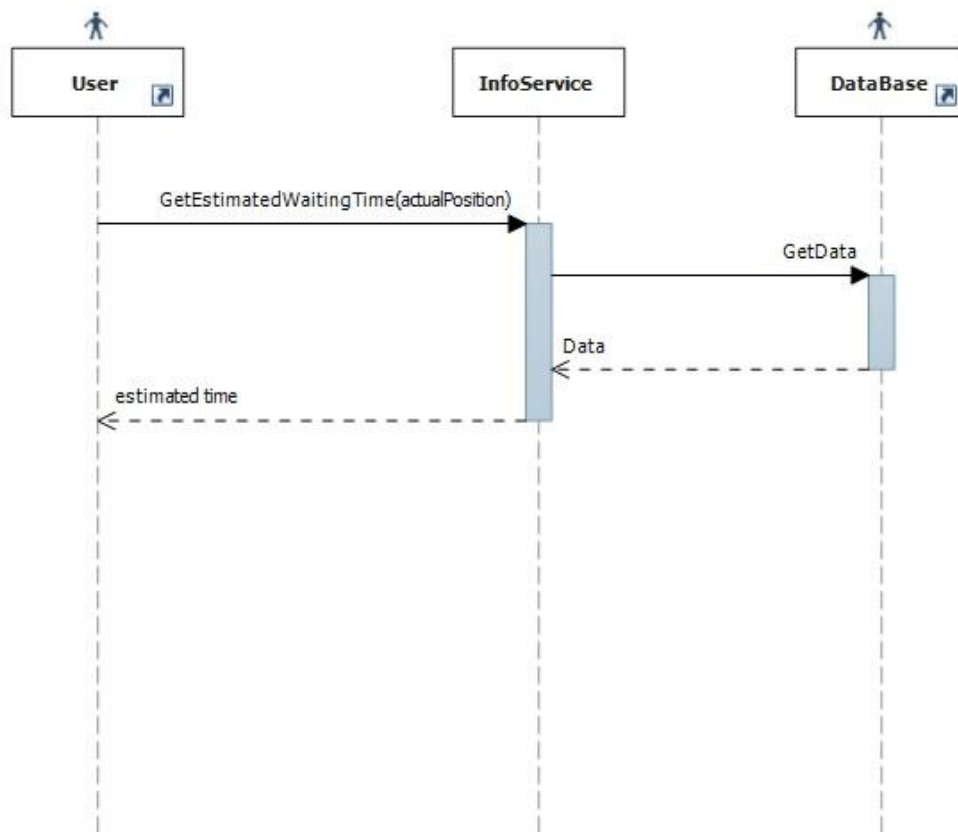 User
InfoService
DataBase
GetEstimatedWaitingTime(actualPosition)
GetData
Data
estimated time